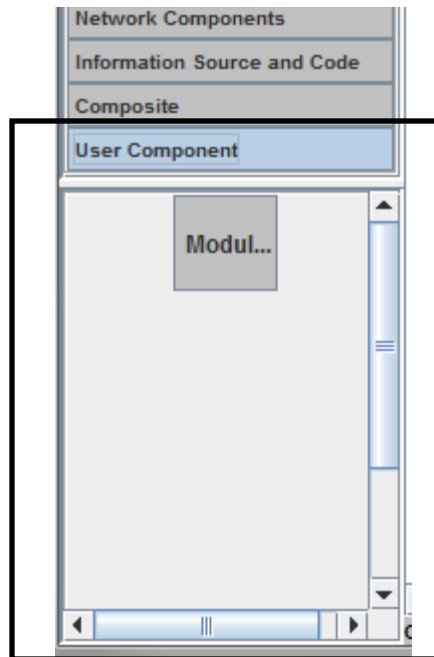 Network Components
Information Source and Code
Composite
User Component
Modul...